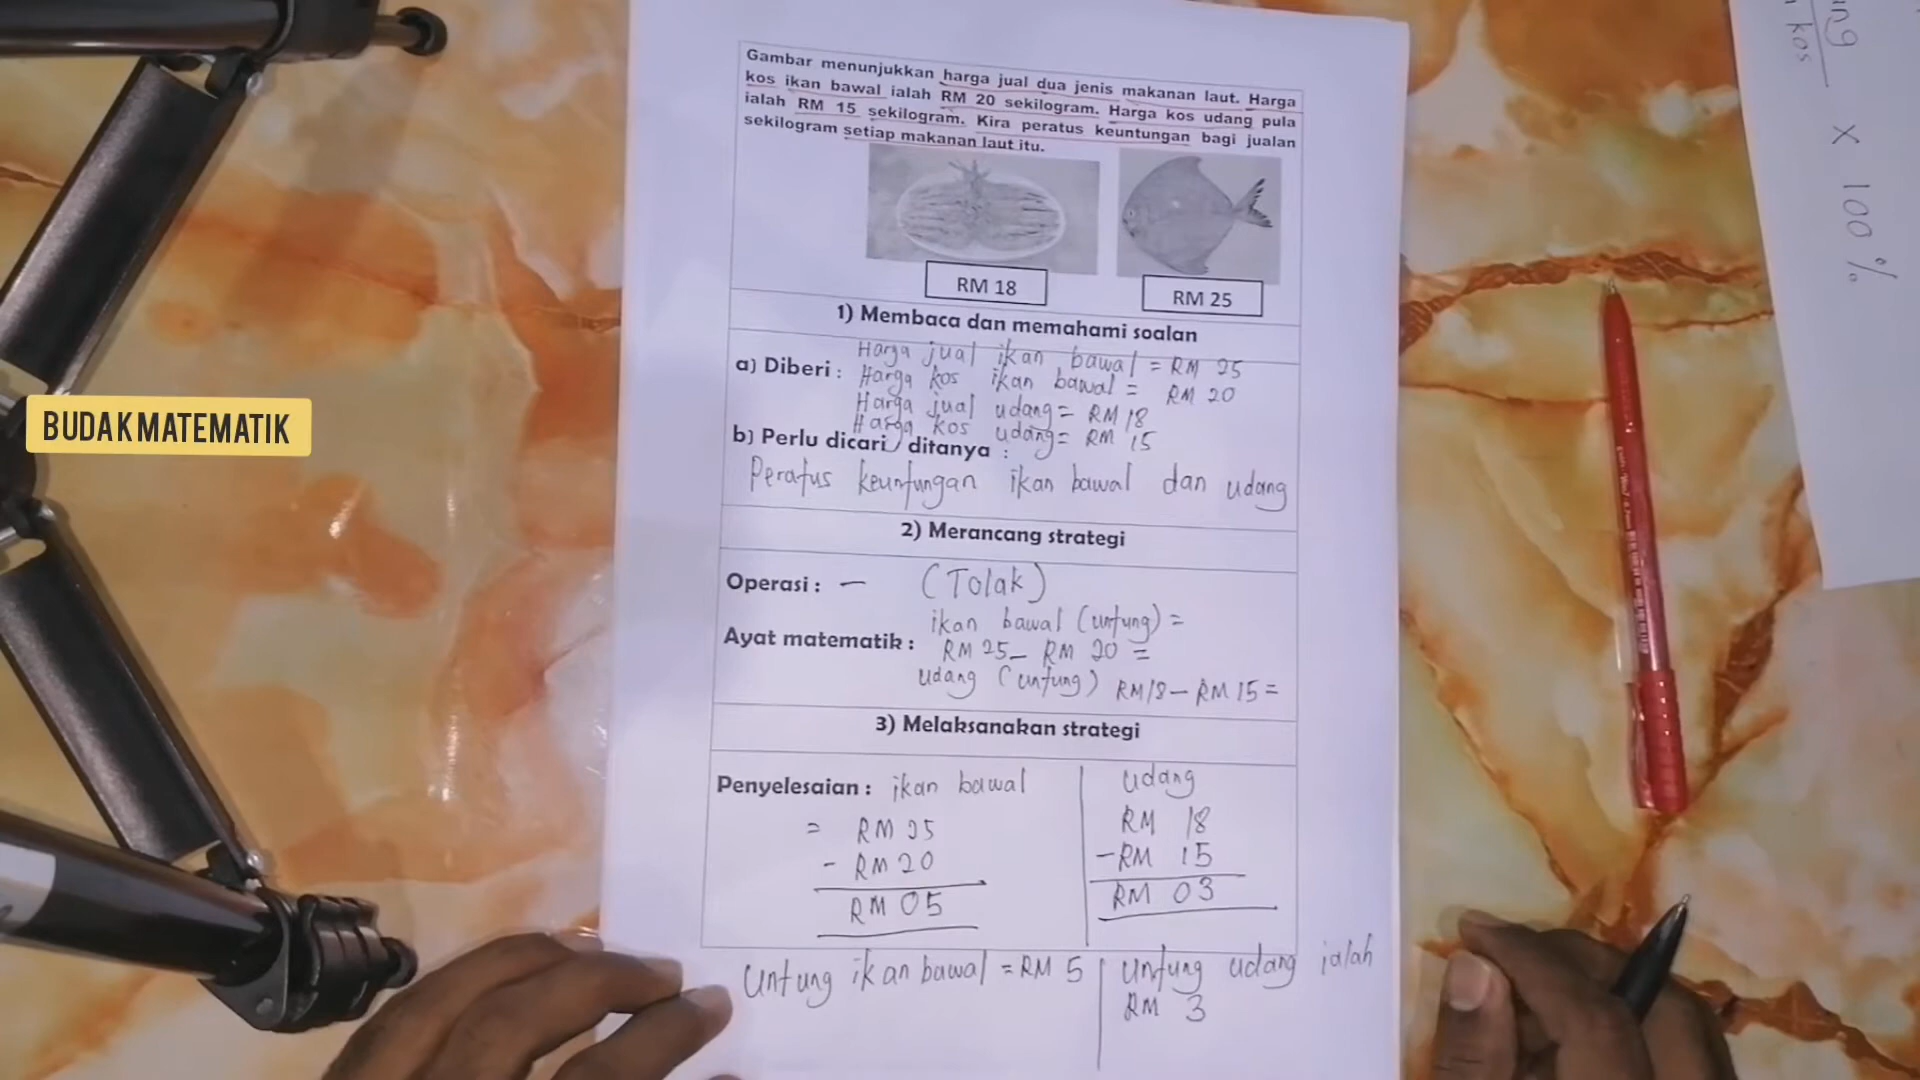 Gambar menunjukkan harga jual dua jenis makanan laut. Harga
kos ikan bawal ialah RM 20 sekilogram. Harga kos udang pula
ialah RM 15 sekilogram. Kira peratus keuntungan bagi jualan
sekilogram setiap makanan laut itu.
RM 18
RM 25
1) Membaca dan memahami soalan
a) Diberi : Harga jual ikan bawal = RM 25
Harga kos ikan bawal = RM 20
Harga jual udang = RM 18
Harga kos udang = RM 15
b) Perlu dicari / ditanya :
Peratus keuntungan ikan bawal dan udang
2) Merancang strategi
Operasi : - (Tolak)
ikan bawal (untung) =
Ayat matematik : RM 25 - RM 20 =
udang (untung) RM 18 - RM 15 =
3) Melaksanakan strategi
Penyelesaian : ikan bawal
= RM 25
- RM 20
RM 05
udang
RM 18
- RM 15
RM 03
Untung ikan bawal = RM 5
untung udang ialah
RM 3
BUDAK MATEMATIK
kos
x 100 %